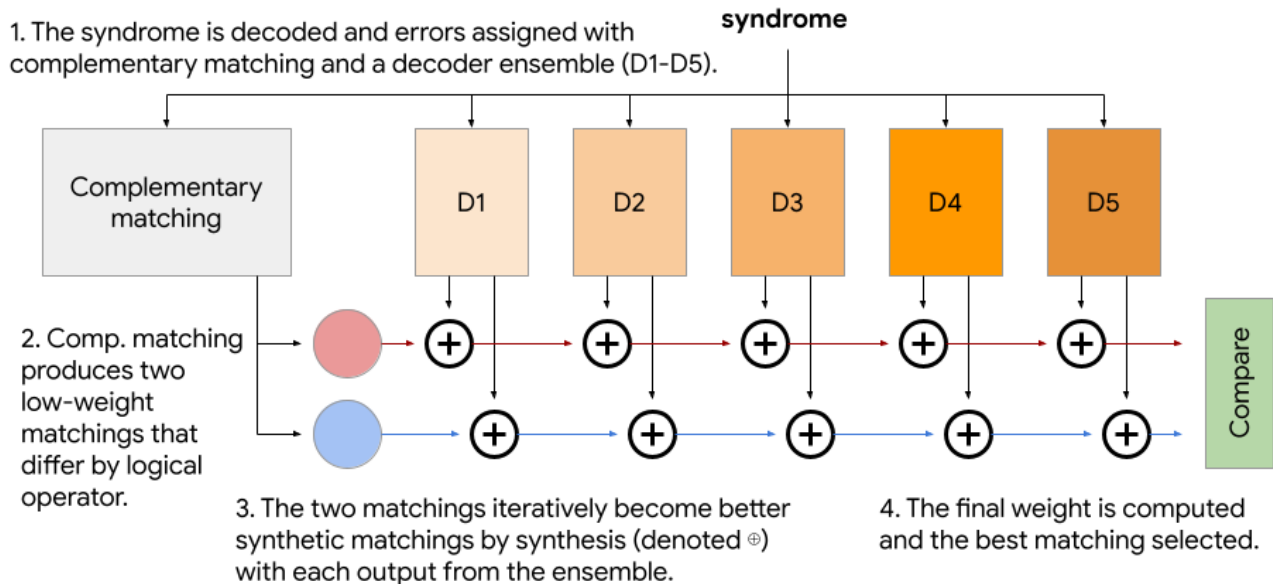 syndrome
1. The syndrome is decoded and errors assigned with
complementary matching and a decoder ensemble (D1-D5).
Complementary
matching
D1
D2
D3
D4
D5
2. Comp. matching
produces two
low-weight
matchings that
differ by logical
operator.
Compare
3. The two matchings iteratively become better
synthetic matchings by synthesis (denoted ⊕)
with each output from the ensemble.
4. The final weight is computed
and the best matching selected.